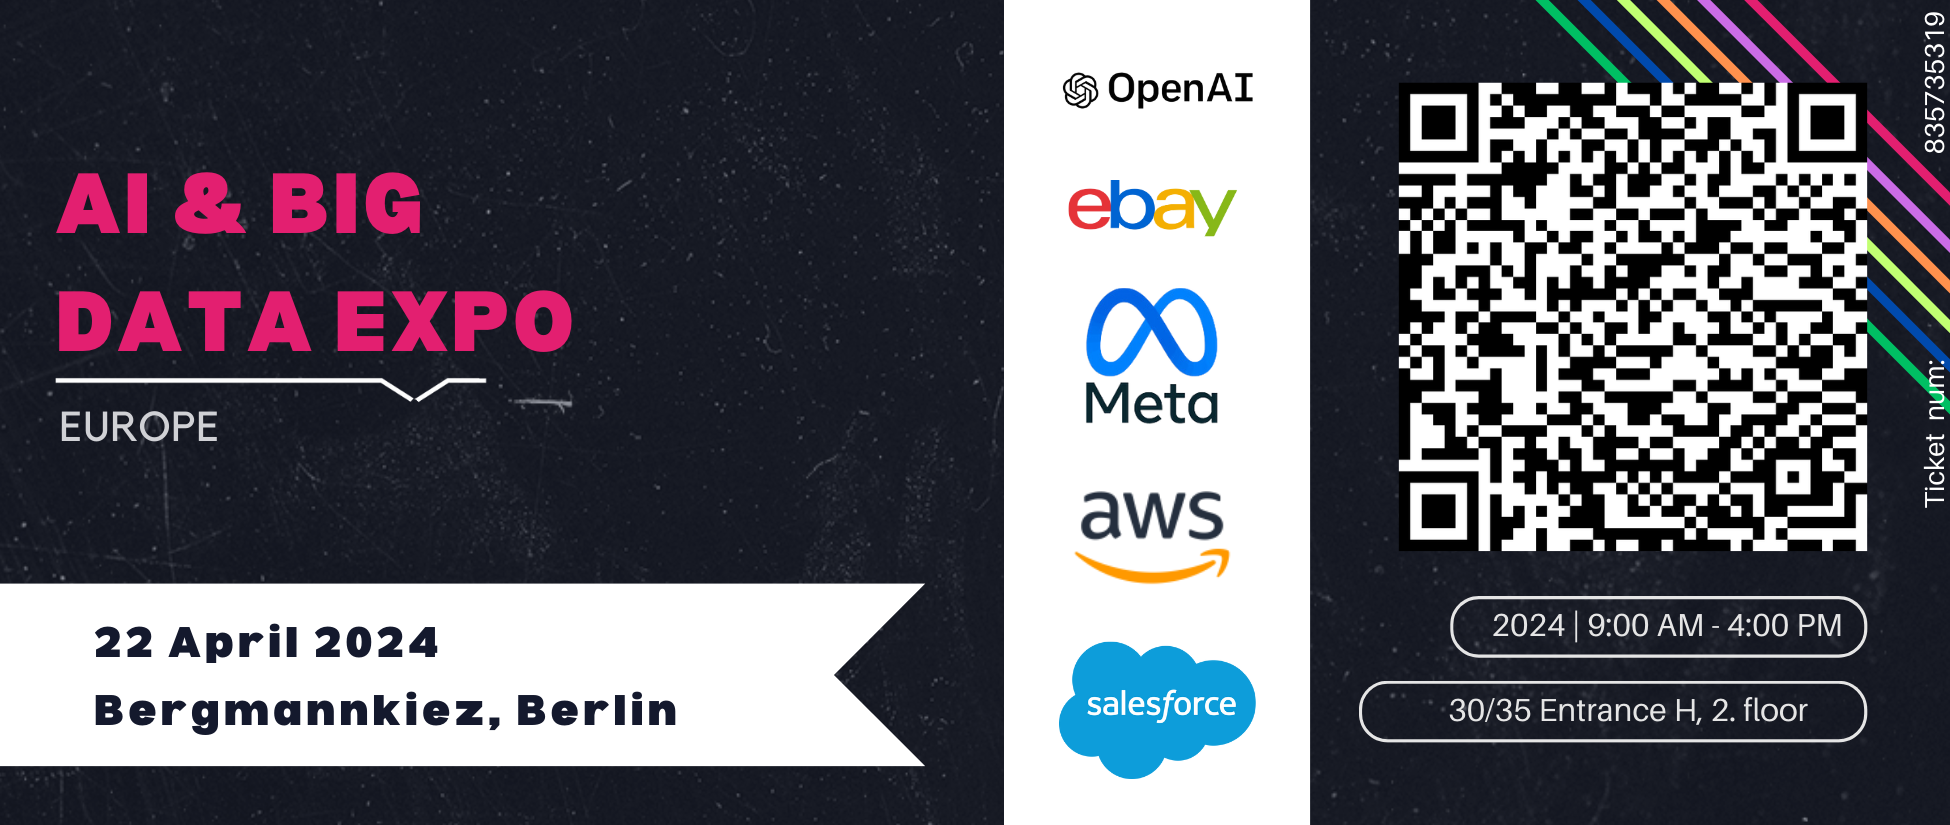 AI & BIG
DATA EXPO
EUROPE
22 April 2024
Bergmannkiez, Berlin
OpenAI
ebay
Meta
aws
salesforce
2024 | 9:00 AM - 4:00 PM
30/35 Entrance H, 2. floor
Ticket num: 8357353319